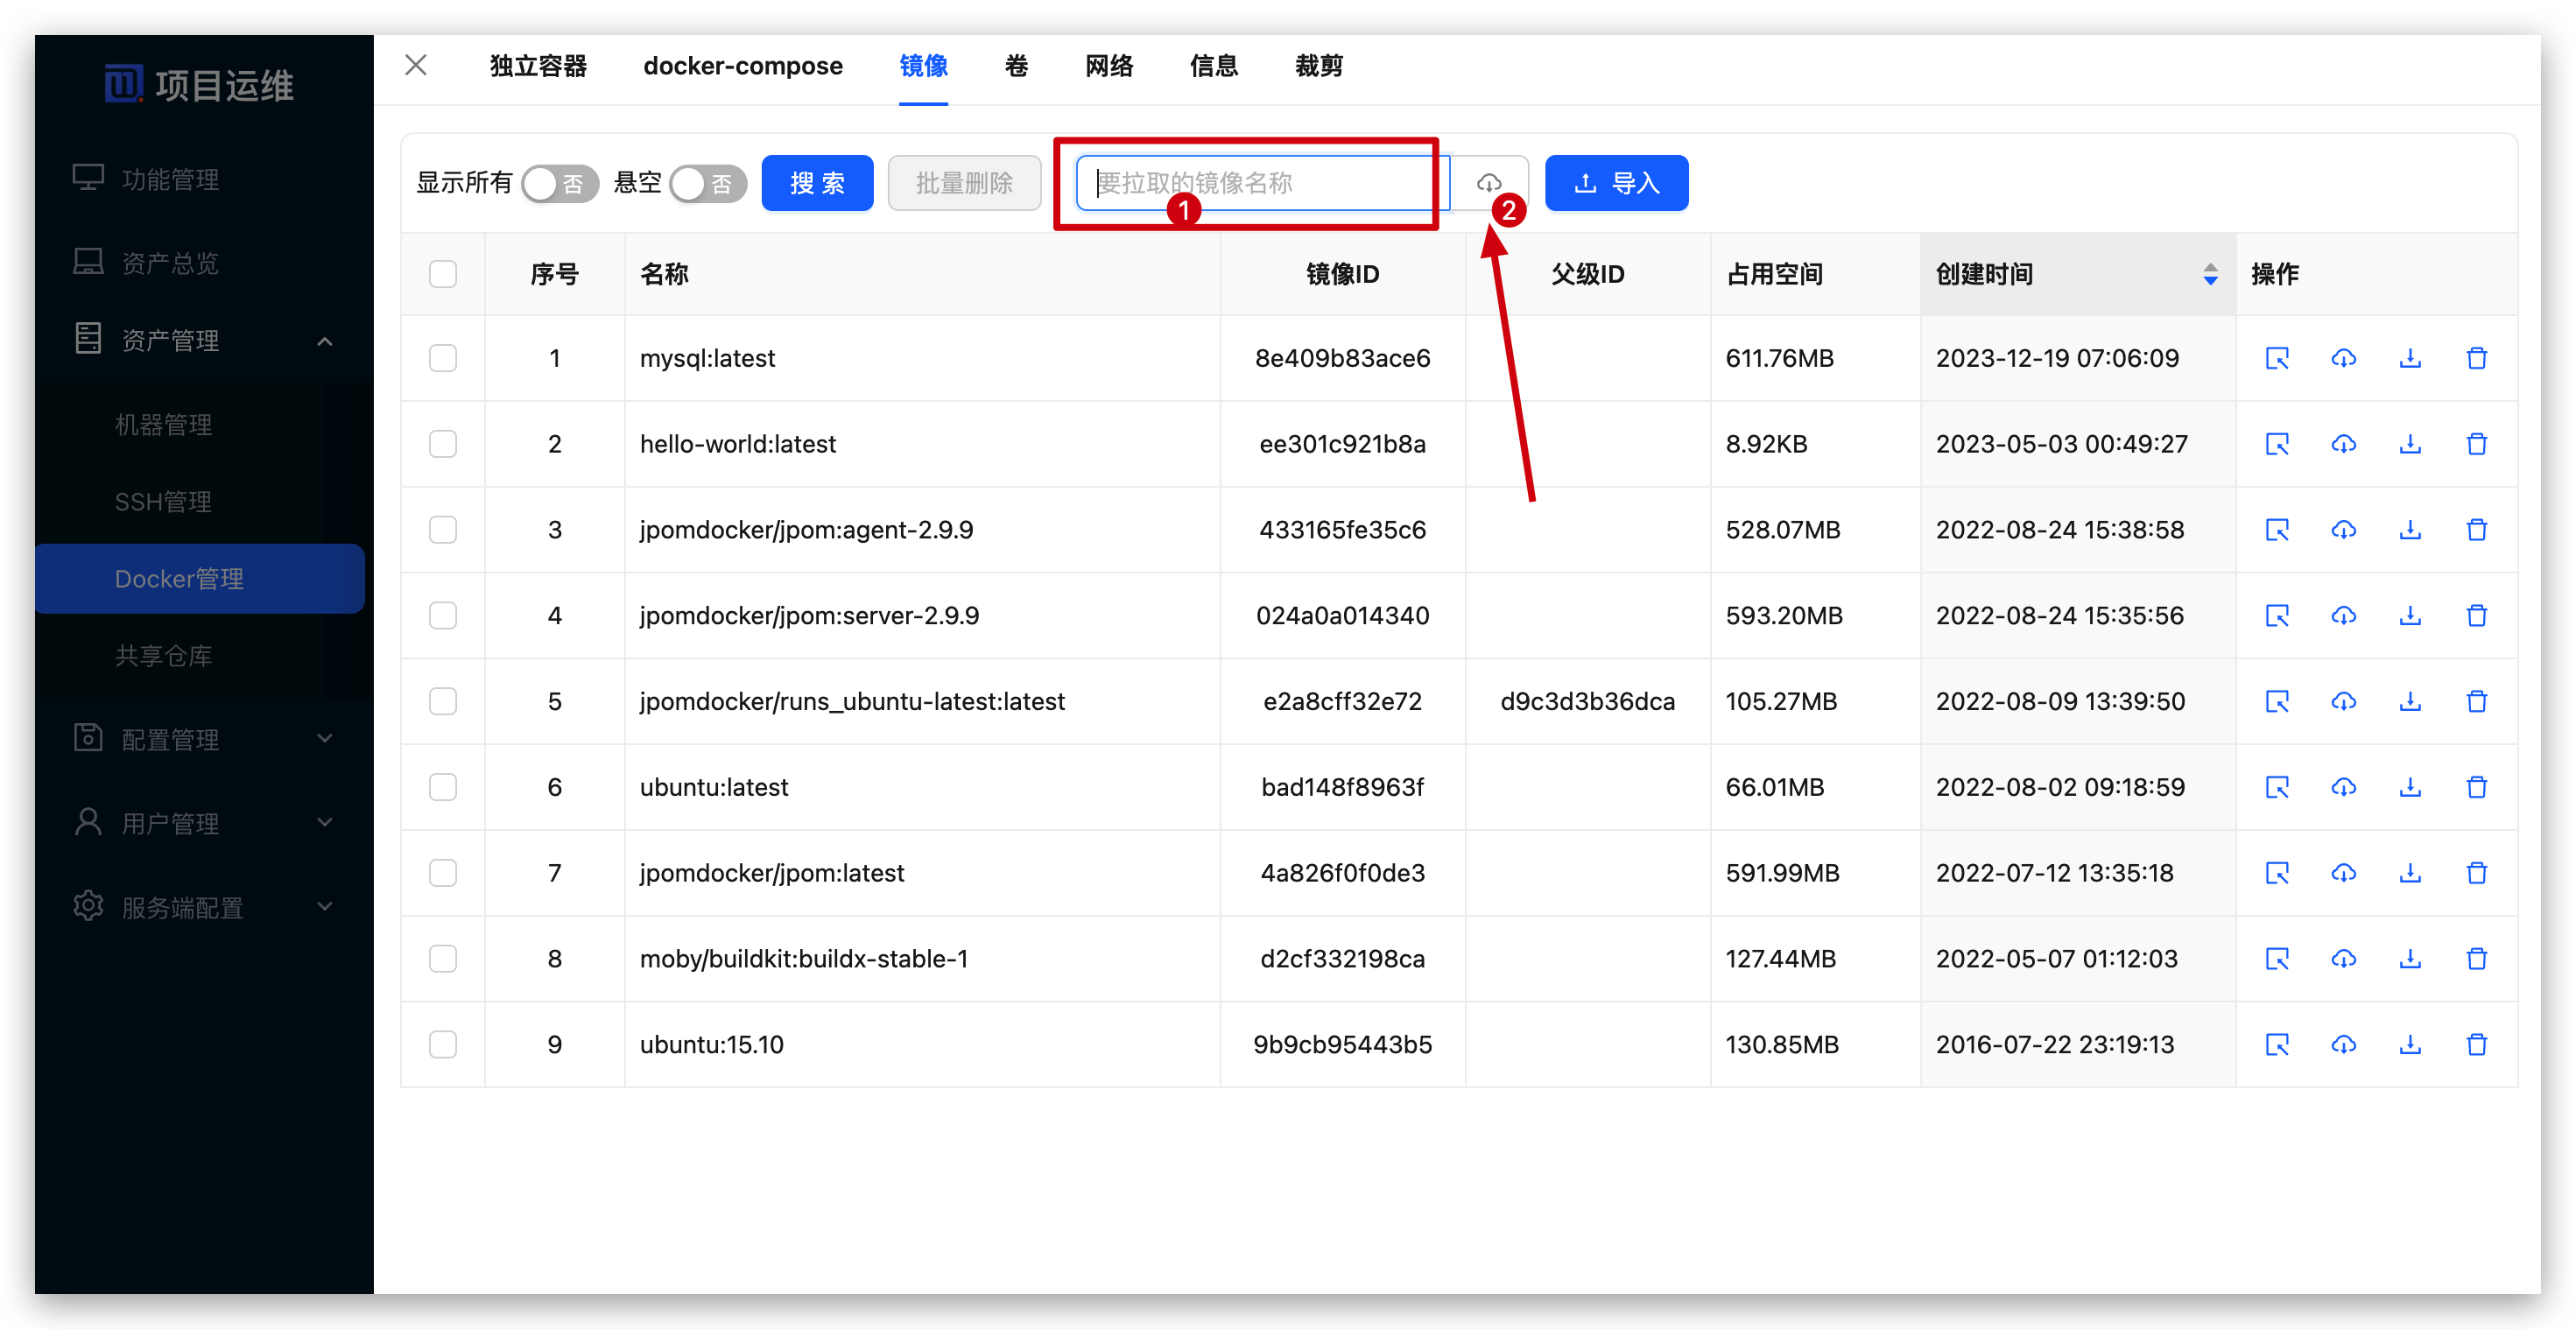 项目运维
功能管理
资产总览
资产管理
机器管理
SSH管理
Docker管理
共享仓库
配置管理
用户管理
服务端配置
独立容器 docker-compose 镜像 卷 网络 信息 裁剪
显示所有 否 悬空 否 搜 索 批量删除 要拉取的镜像名称 导入
1 2
序号 名称 镜像ID 父级ID 占用空间 创建时间 操作
1 mysql:latest 8e409b83ace6 611.76MB 2023-12-19 07:06:09
2 hello-world:latest ee301c921b8a 8.92KB 2023-05-03 00:49:27
3 jpomdocker/jpom:agent-2.9.9 433165fe35c6 528.07MB 2022-08-24 15:38:58
4 jpomdocker/jpom:server-2.9.9 024a0a014340 593.20MB 2022-08-24 15:35:56
5 jpomdocker/runs_ubuntu-latest:latest e2a8cff32e72 d9c3d3b36dca 105.27MB 2022-08-09 13:39:50
6 ubuntu:latest bad148f8963f 66.01MB 2022-08-02 09:18:59
7 jpomdocker/jpom:latest 4a826f0f0de3 591.99MB 2022-07-12 13:35:18
8 moby/buildkit:buildx-stable-1 d2cf332198ca 127.44MB 2022-05-07 01:12:03
9 ubuntu:15.10 9b9cb95443b5 130.85MB 2016-07-22 23:19:13